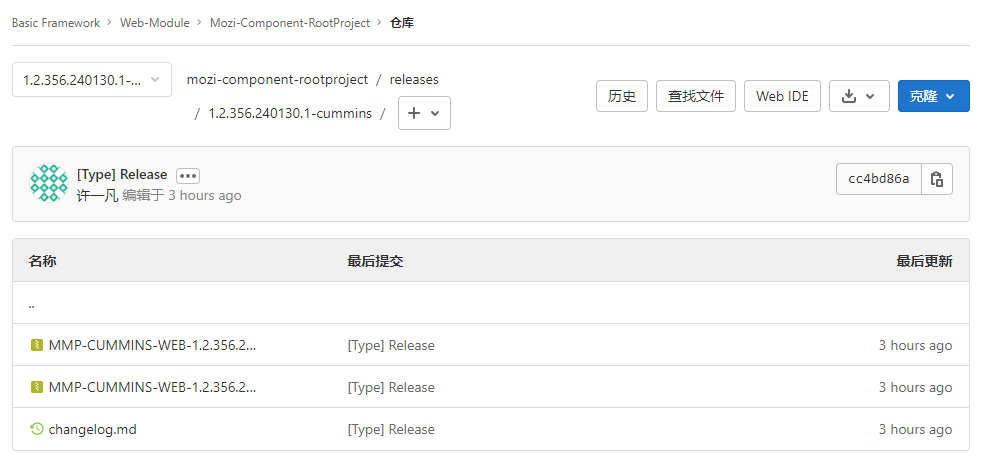 Basic Framework > Web-Module > Mozi-Component-RootProject > 仓库
1.2.356.240130.1-... mozi-component-rootproject / releases
/ 1.2.356.240130.1-cummins / +
历史 查找文件 Web IDE 克隆
[Type] Release •••
许一凡 编辑于 3 hours ago
cc4bd86a
名称 最后提交 最后更新
..
MMP-CUMMINS-WEB-1.2.356.2... [Type] Release 3 hours ago
MMP-CUMMINS-WEB-1.2.356.2... [Type] Release 3 hours ago
changelog.md [Type] Release 3 hours ago